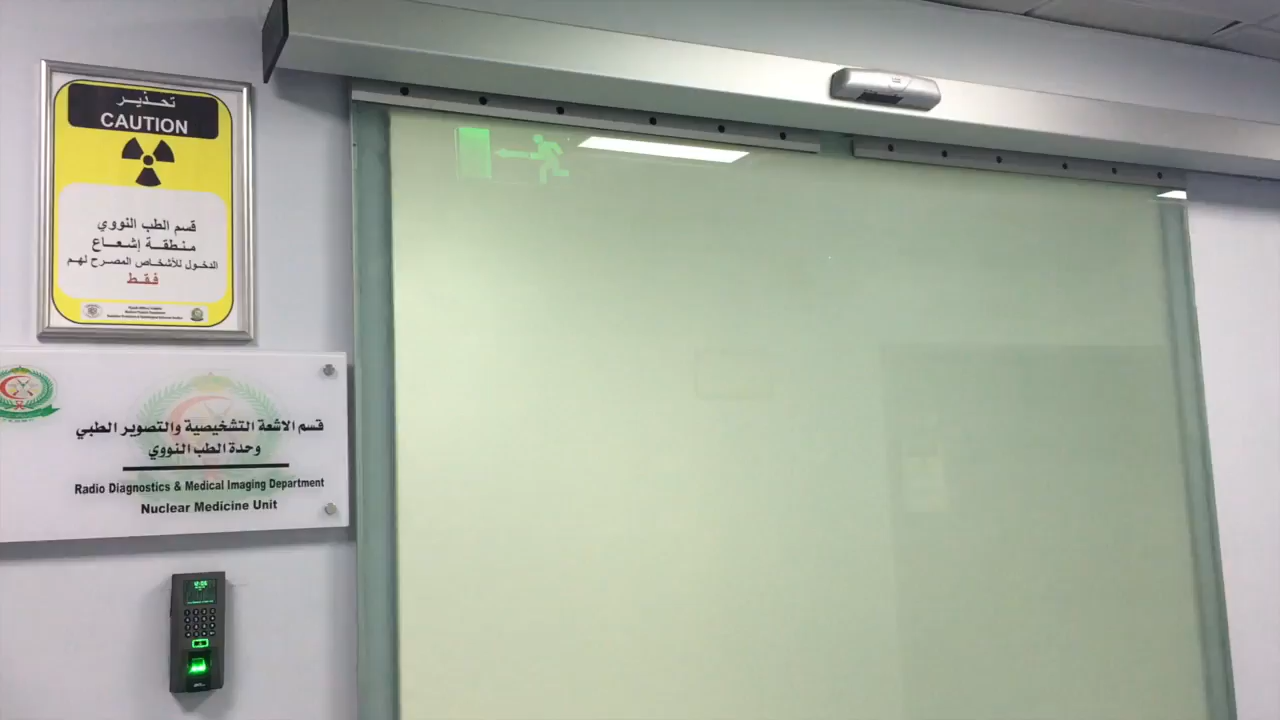 تحذير
CAUTION
قسم الطب النووي
منطقة إشعاع
الدخول للأشخاص المصرح لهم
فقط
قسم الاشعة التشخيصية والتصوير الطبي
وحدة الطب النووي
Radio Diagnostics & Medical Imaging Department
Nuclear Medicine Unit